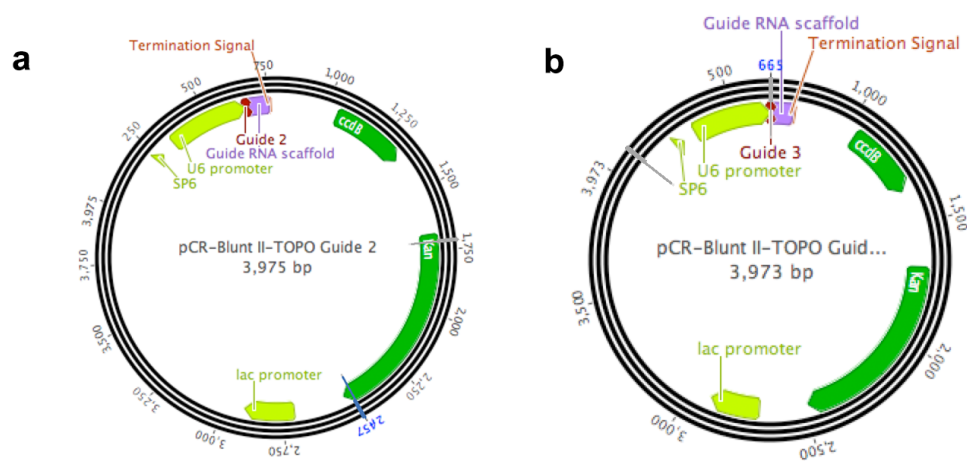 a
Termination Signal
750
500
1,000
250
1,250
ccdB
Guide 2
Guide RNA scaffold
U6 promoter
SP6
1,500
3,975
pCR-Blunt II-TOPO Guide 2
3,975 bp
Kan
1,750
3,750
2,000
3,500
lac promoter
2,250
3,250
2,457
3,000
2,750
b
Guide RNA scaffold
Termination Signal
665
500
1,000
ccdB
Guide 3
U6 promoter
3,973
SP6
1,500
pCR-Blunt II-TOPO Guid...
3,973 bp
Kan
3,500
lac promoter
2,000
3,000
2,500